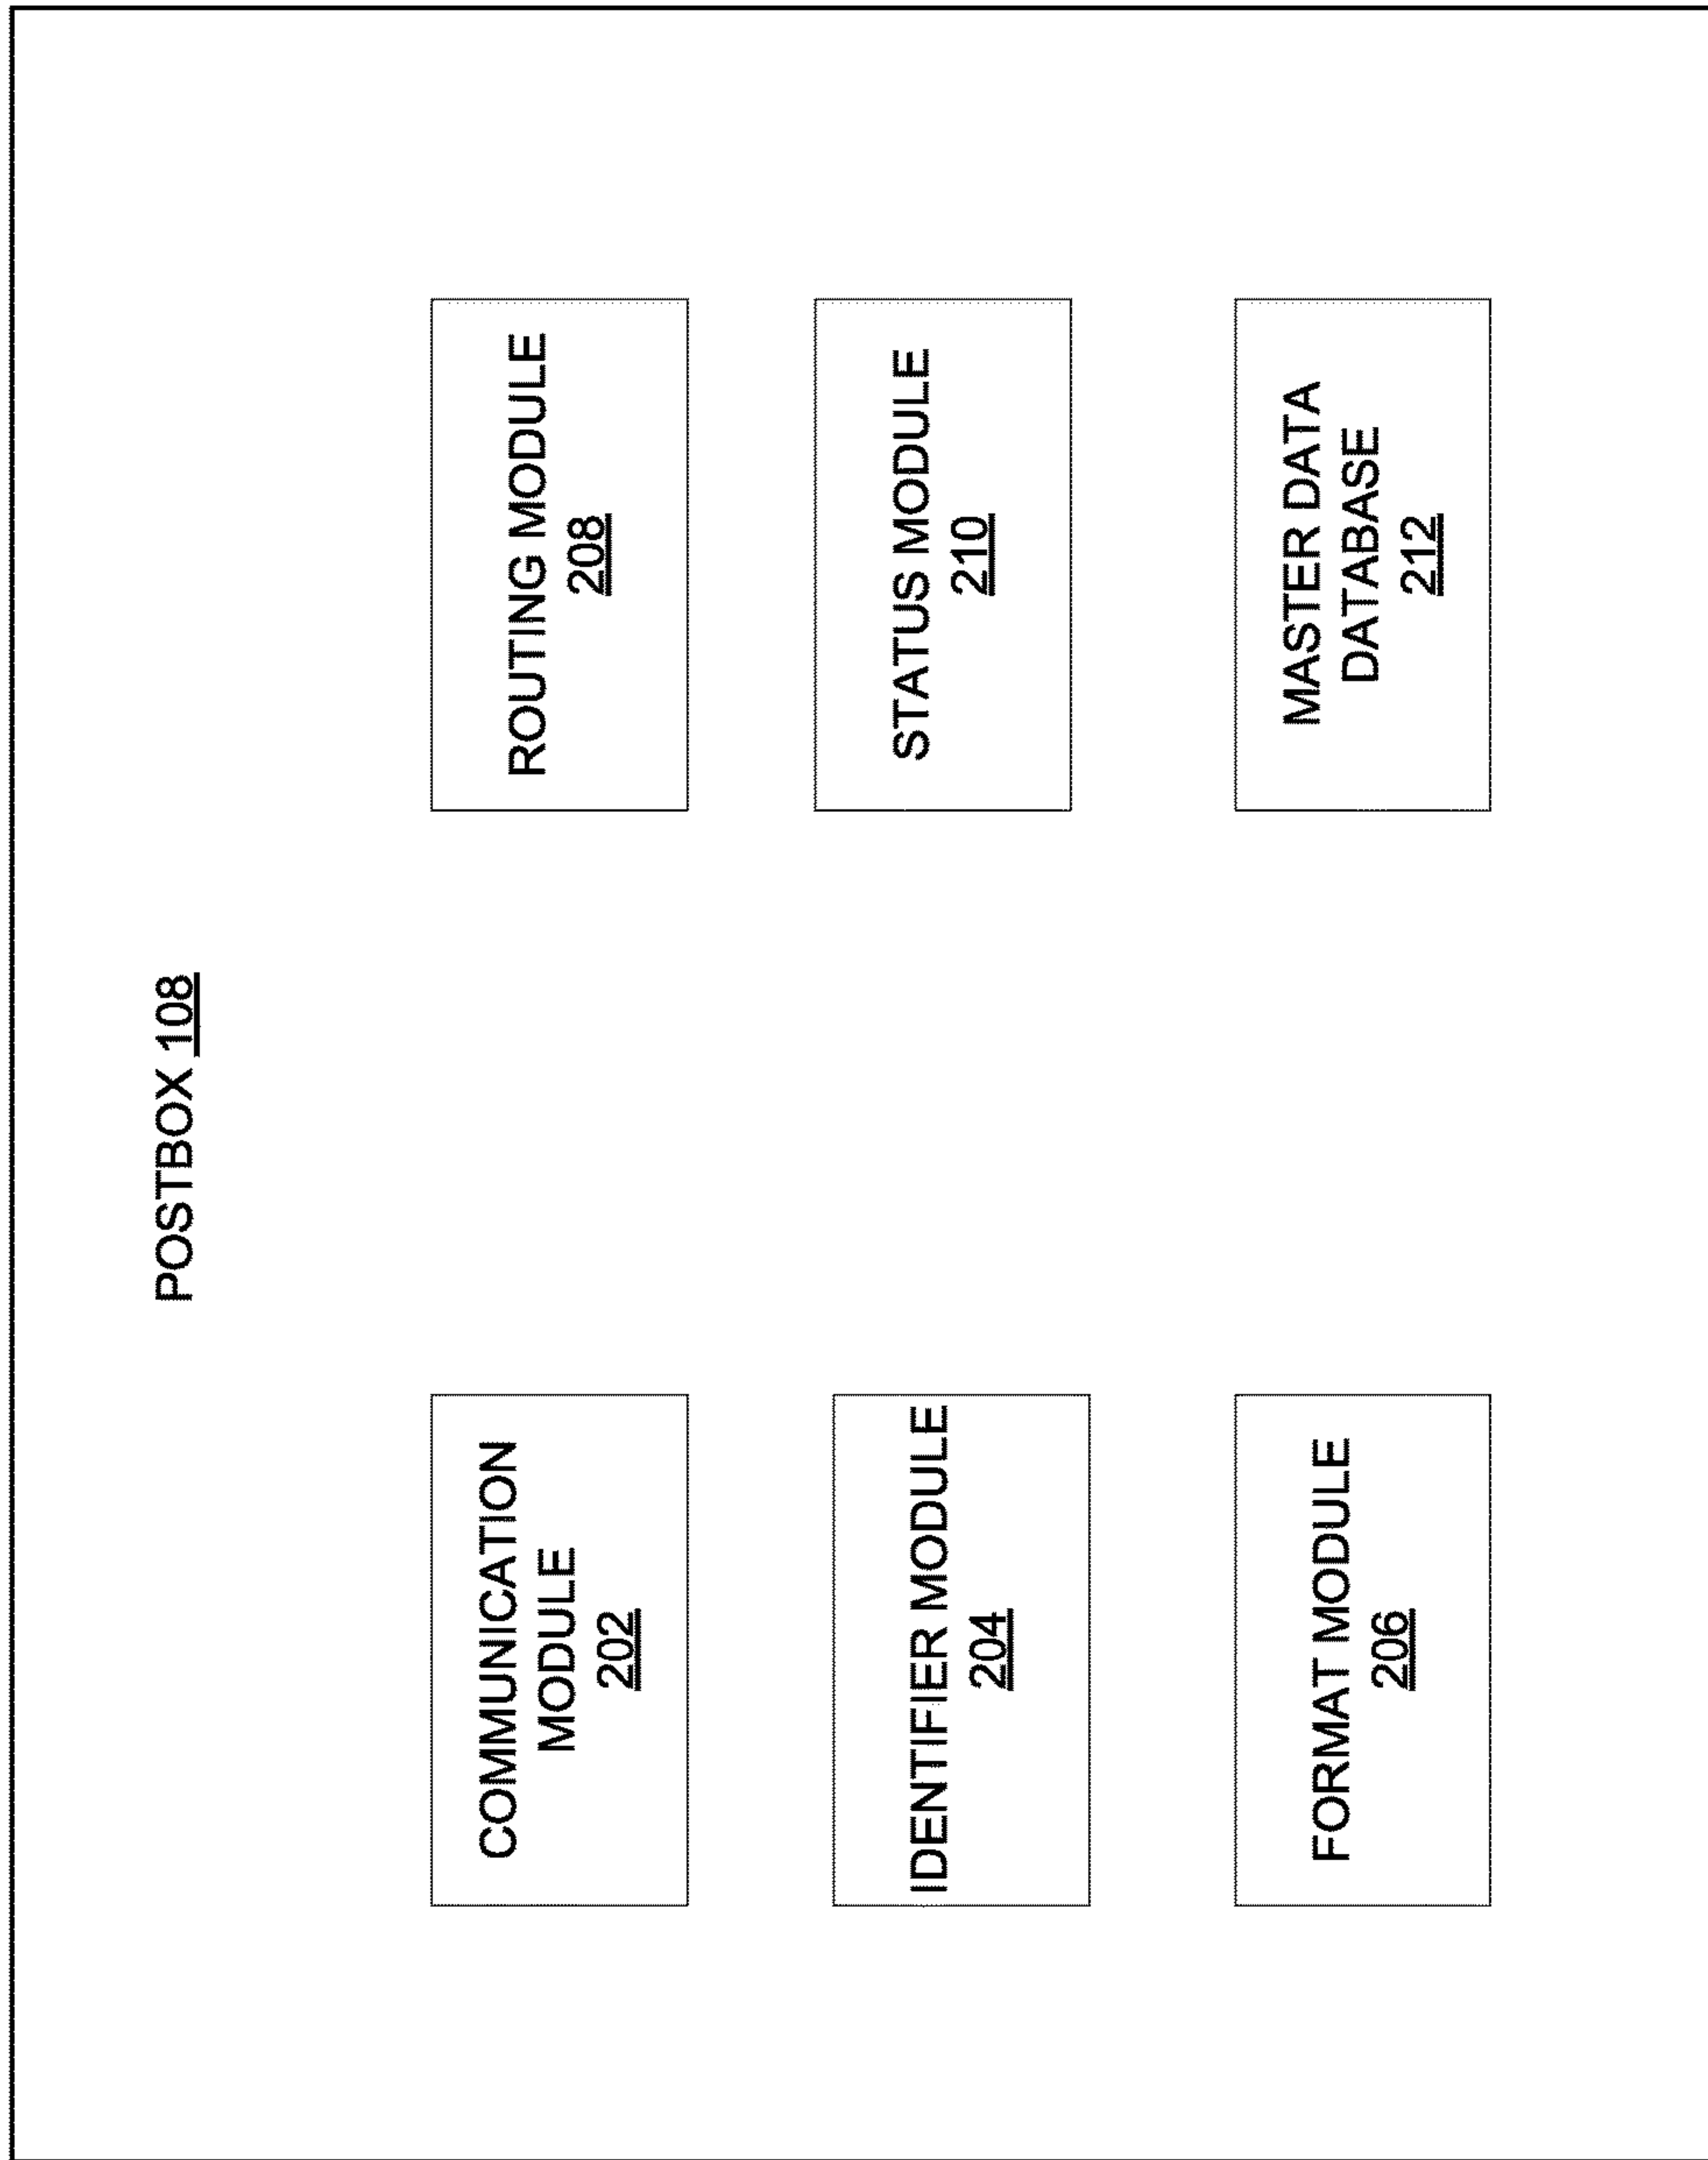 POSTBOX 108
COMMUNICATION
MODULE
202
IDENTIFIER MODULE
204
FORMAT MODULE
206
ROUTING MODULE
208
STATUS MODULE
210
MASTER DATA
DATABASE
212